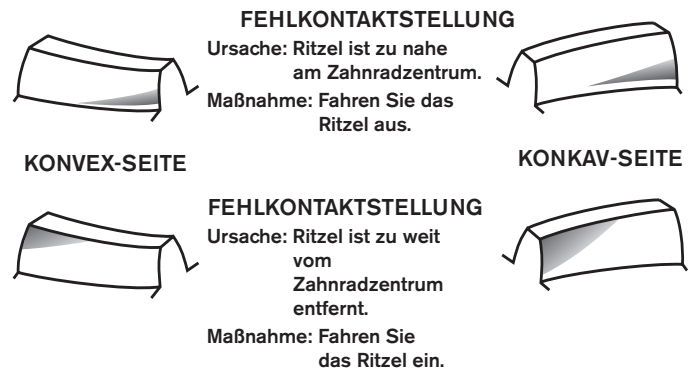 FEHLKONTAKTSTELLUNG
Ursache: Ritzel ist zu nahe
am Zahnradzentrum.
Maßnahme: Fahren Sie das
Ritzel aus.
KONVEX-SEITE
KONKAV-SEITE
FEHLKONTAKTSTELLUNG
Ursache: Ritzel ist zu weit
vom
Zahnradzentrum
entfernt.
Maßnahme: Fahren Sie
das Ritzel ein.